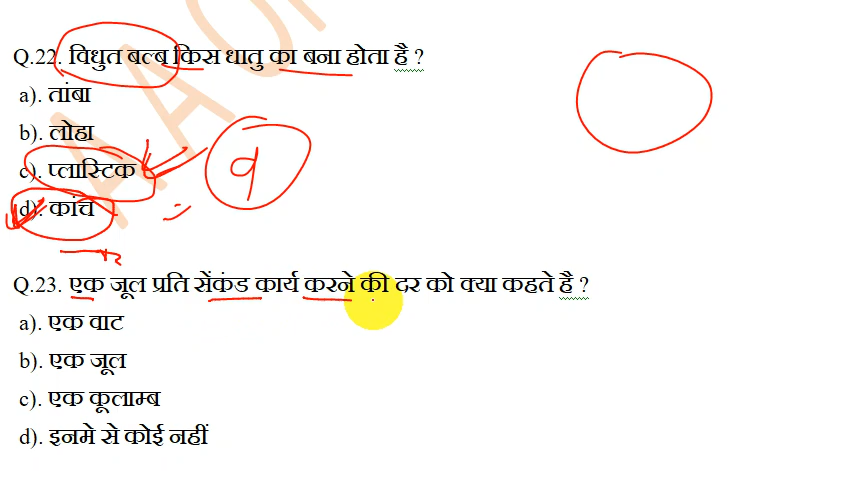 Q.22. विधुत बल्ब किस धातु का बना होता है ?
a). तांबा
b). लोहा
c). प्लास्टिक
d). कांच
Q.23. एक जूल प्रति सेंकंड कार्य करने की दर को क्या कहते है ?
a). एक वाट
b). एक जूल
c). एक कूलाम्ब
d). इनमे से कोई नहीं